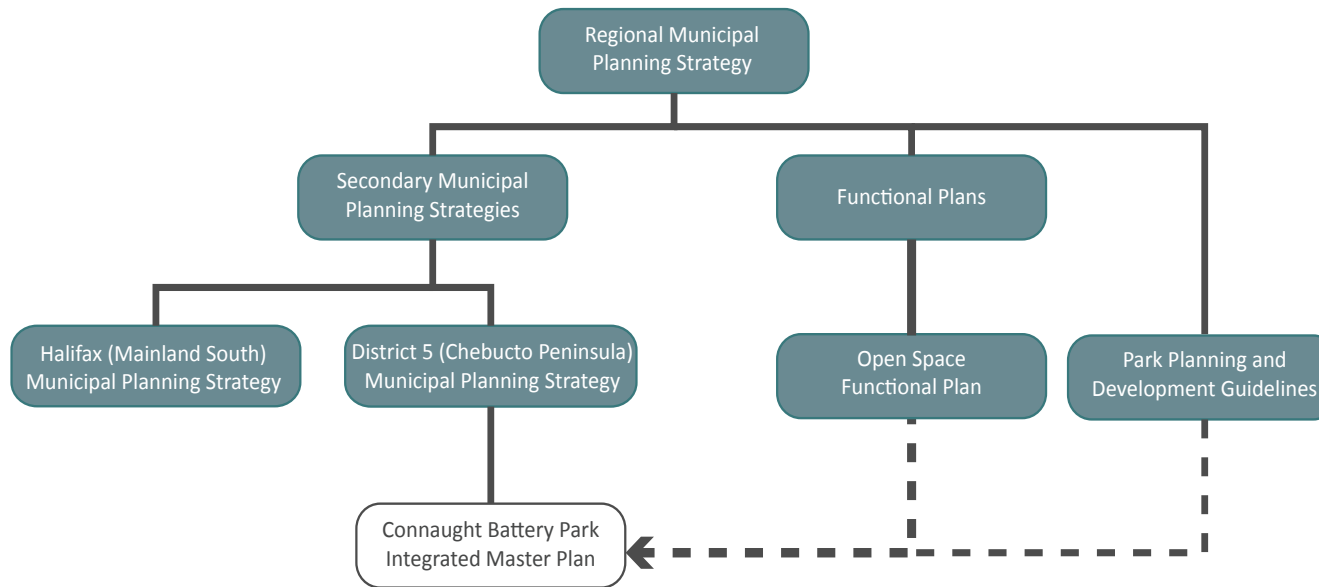 Regional Municipal
Planning Strategy
Secondary Municipal
Planning Strategies
Functional Plans
Halifax (Mainland South)
Municipal Planning Strategy
District 5 (Chebucto Peninsula)
Municipal Planning Strategy
Open Space
Functional Plan
Park Planning and
Development Guidelines
Connaught Battery Park
Integrated Master Plan